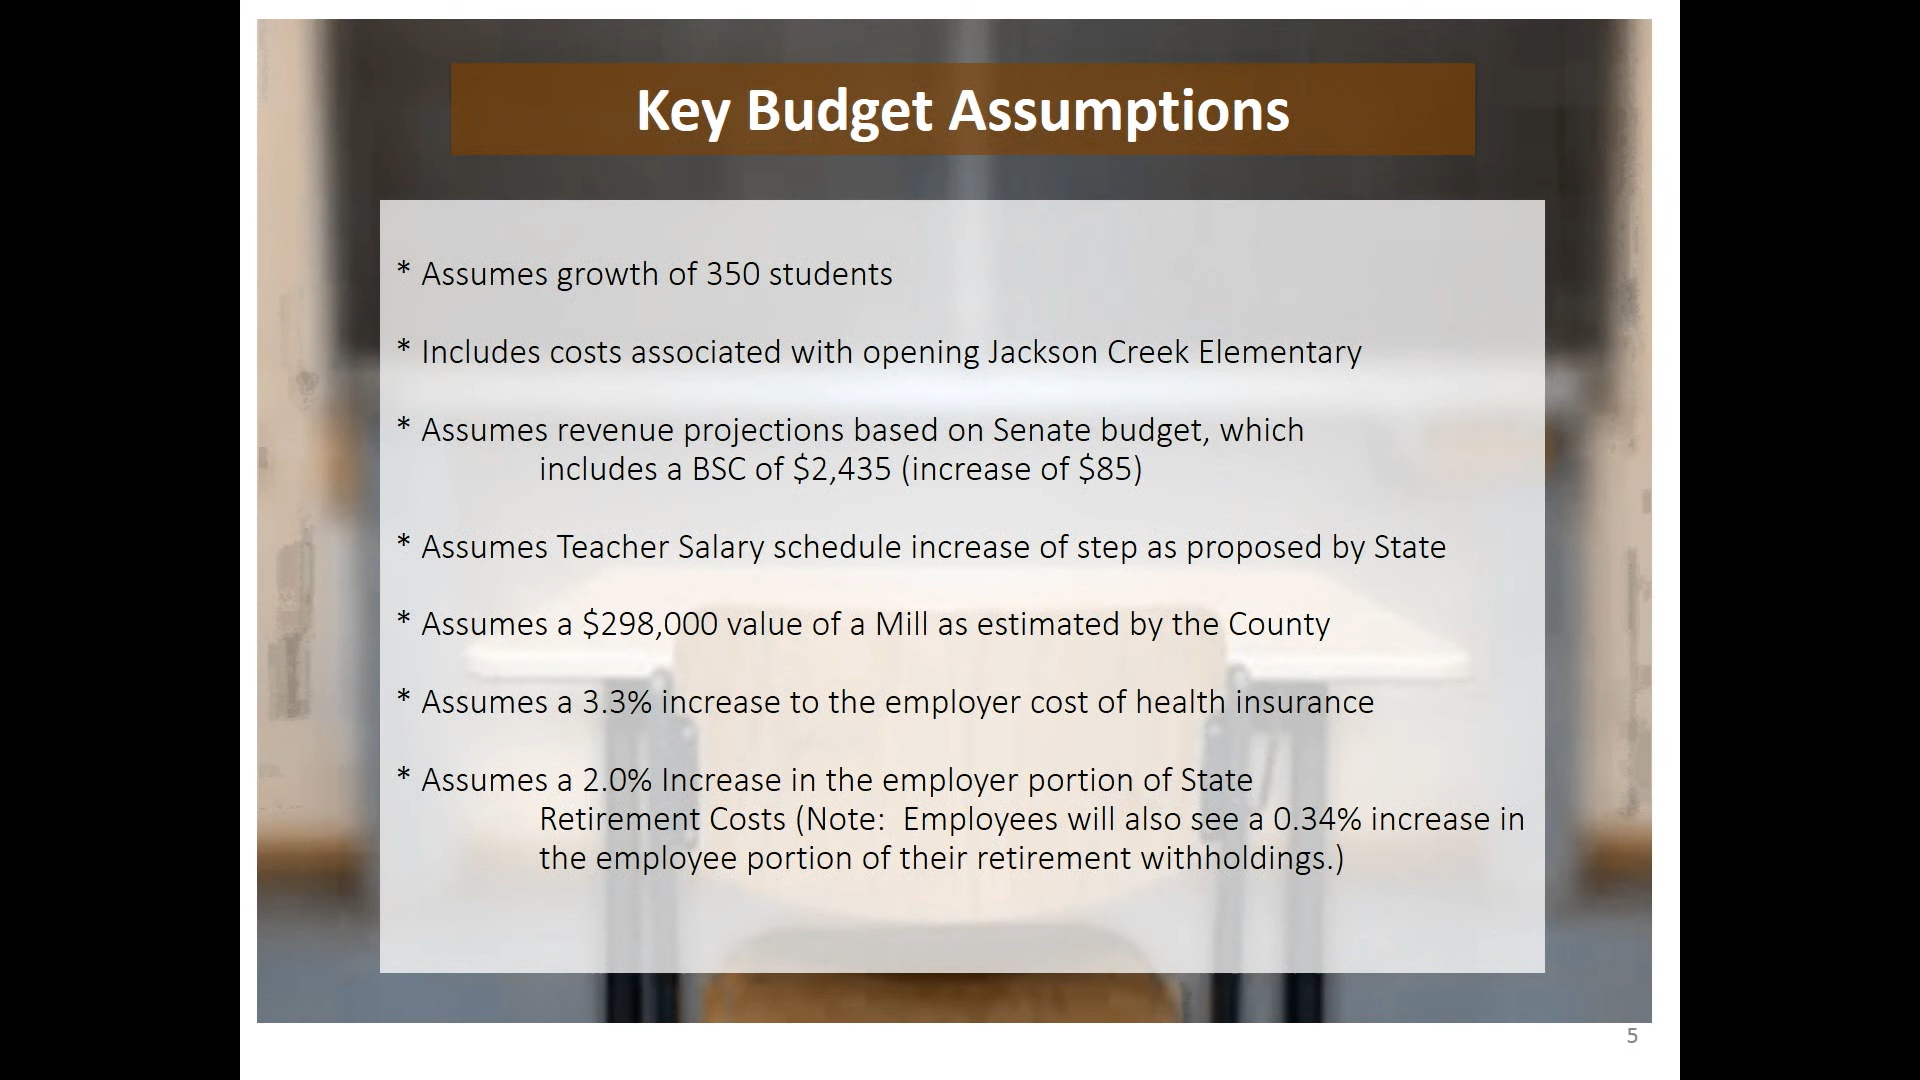 Key Budget Assumptions
* Assumes growth of 350 students
* Includes costs associated with opening Jackson Creek Elementary
* Assumes revenue projections based on Senate budget, which
includes a BSC of $2,435 (increase of $85)
* Assumes Teacher Salary schedule increase of step as proposed by State
* Assumes a $298,000 value of a Mill as estimated by the County
* Assumes a 3.3% increase to the employer cost of health insurance
* Assumes a 2.0% Increase in the employer portion of State
Retirement Costs (Note:  Employees will also see a 0.34% increase in
the employee portion of their retirement withholdings.)
5